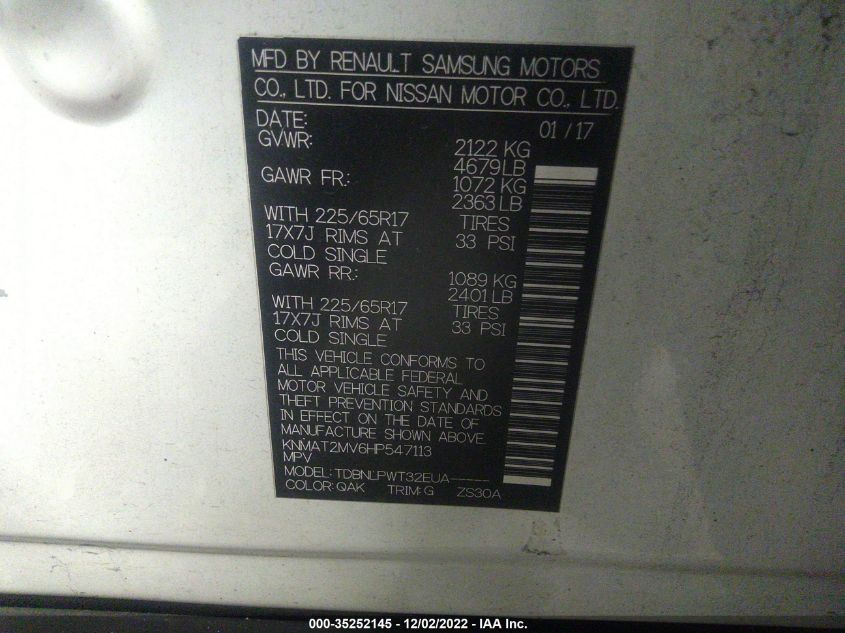 MFD BY RENAULT SAMSUNG MOTORS
CO., LTD. FOR NISSAN MOTOR CO., LTD.
DATE: 01 / 17
GVWR: 2122 KG
4679 LB
GAWR FR.: 1072 KG
2363 LB
WITH 225/65R17 TIRES
17X7J RIMS AT 33 PSI
COLD SINGLE
GAWR RR.: 1089 KG
2401 LB
WITH 225/65R17 TIRES
17X7J RIMS AT 33 PSI
COLD SINGLE
THIS VEHICLE CONFORMS TO
ALL APPLICABLE FEDERAL
MOTOR VEHICLE SAFETY AND
THEFT PREVENTION STANDARDS
IN EFFECT ON THE DATE OF
MANUFACTURE SHOWN ABOVE.
KNMAT2MV6HP547113
MPV
MODEL: TDBNLPWT32EUA-----
COLOR: QAK TRIM: G ZS30A
000-35252145 - 12/02/2022 - IAA Inc.